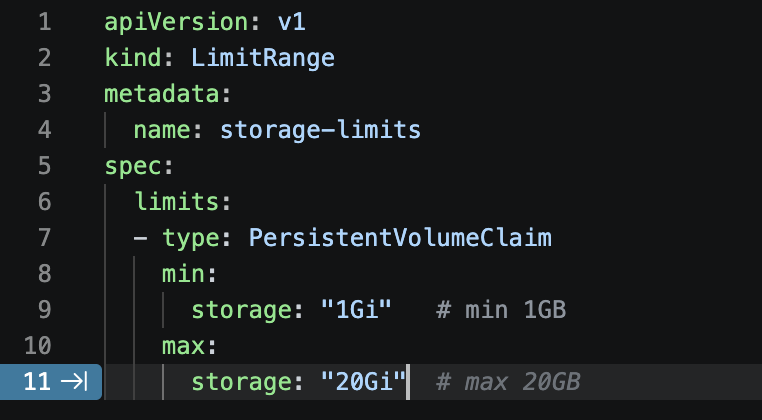 1 apiVersion: v1
2 kind: LimitRange
3 metadata:
4   name: storage-limits
5 spec:
6   limits:
7   - type: PersistentVolumeClaim
8     min:
9       storage: "1Gi"   # min 1GB
10     max:
11       storage: "20Gi"  # max 20GB